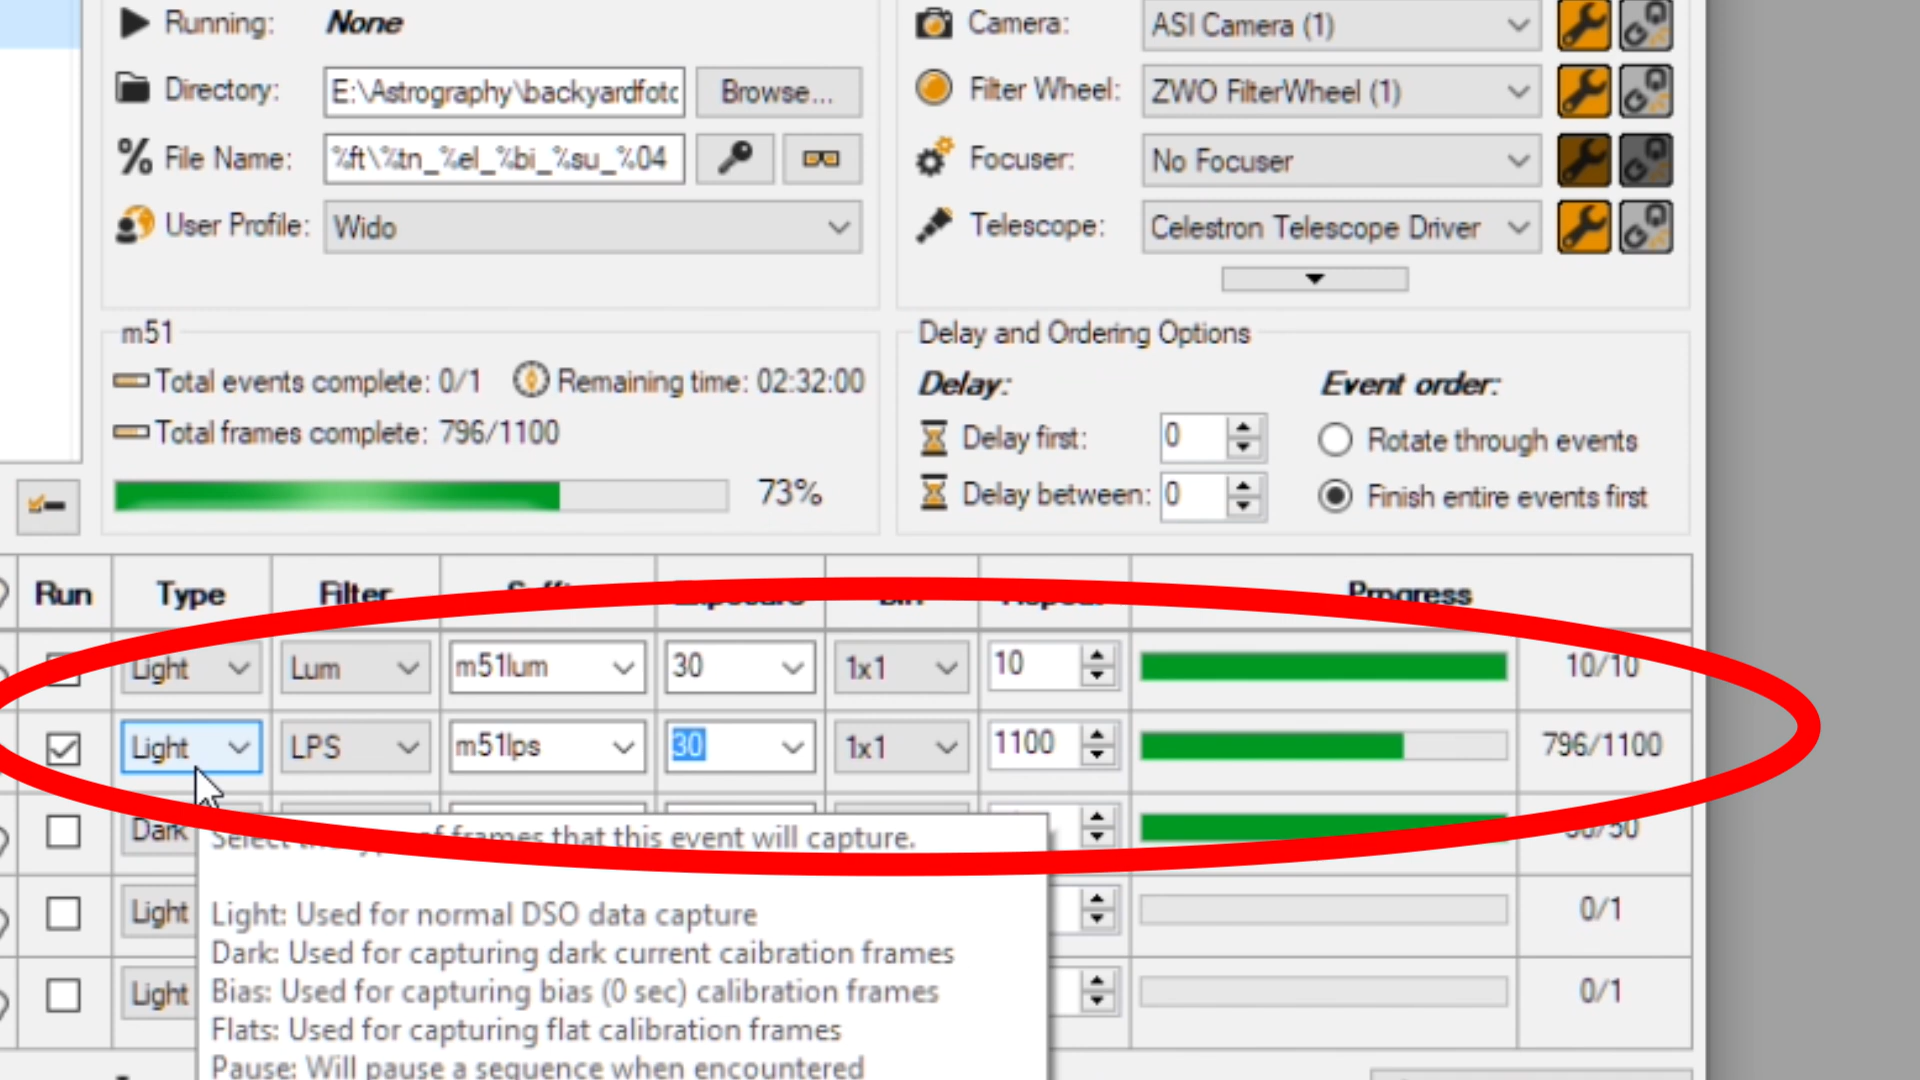 Running: None
Directory: E:\Astrography\backyardfoto Browse...
File Name: %ft\%tn_%el_%bi_%su_%04
User Profile: Wido
Camera: ASI Camera (1)
Filter Wheel: ZWO FilterWheel (1)
Focuser: No Focuser
Telescope: Celestron Telescope Driver
m51
Total events complete: 0/1 Remaining time: 02:32:00
Total frames complete: 796/1100
73%
Delay and Ordering Options
Delay: Event order:
Delay first: 0 Rotate through events
Delay between: 0 Finish entire events first
Run Type Filter Progress
Light Lum m51lum 30 1x1 10 10/10
Light LPS m51lps 30 1x1 1100 796/1100
Dark
Select frames that this event will capture.
Light 0/1
Light: Used for normal DSO data capture
Dark: Used for capturing dark current caibration frames
Light 0/1
Bias: Used for capturing bias (0 sec) calibration frames
Flats: Used for capturing flat calibration frames
Pause: Will pause a sequence when encountered